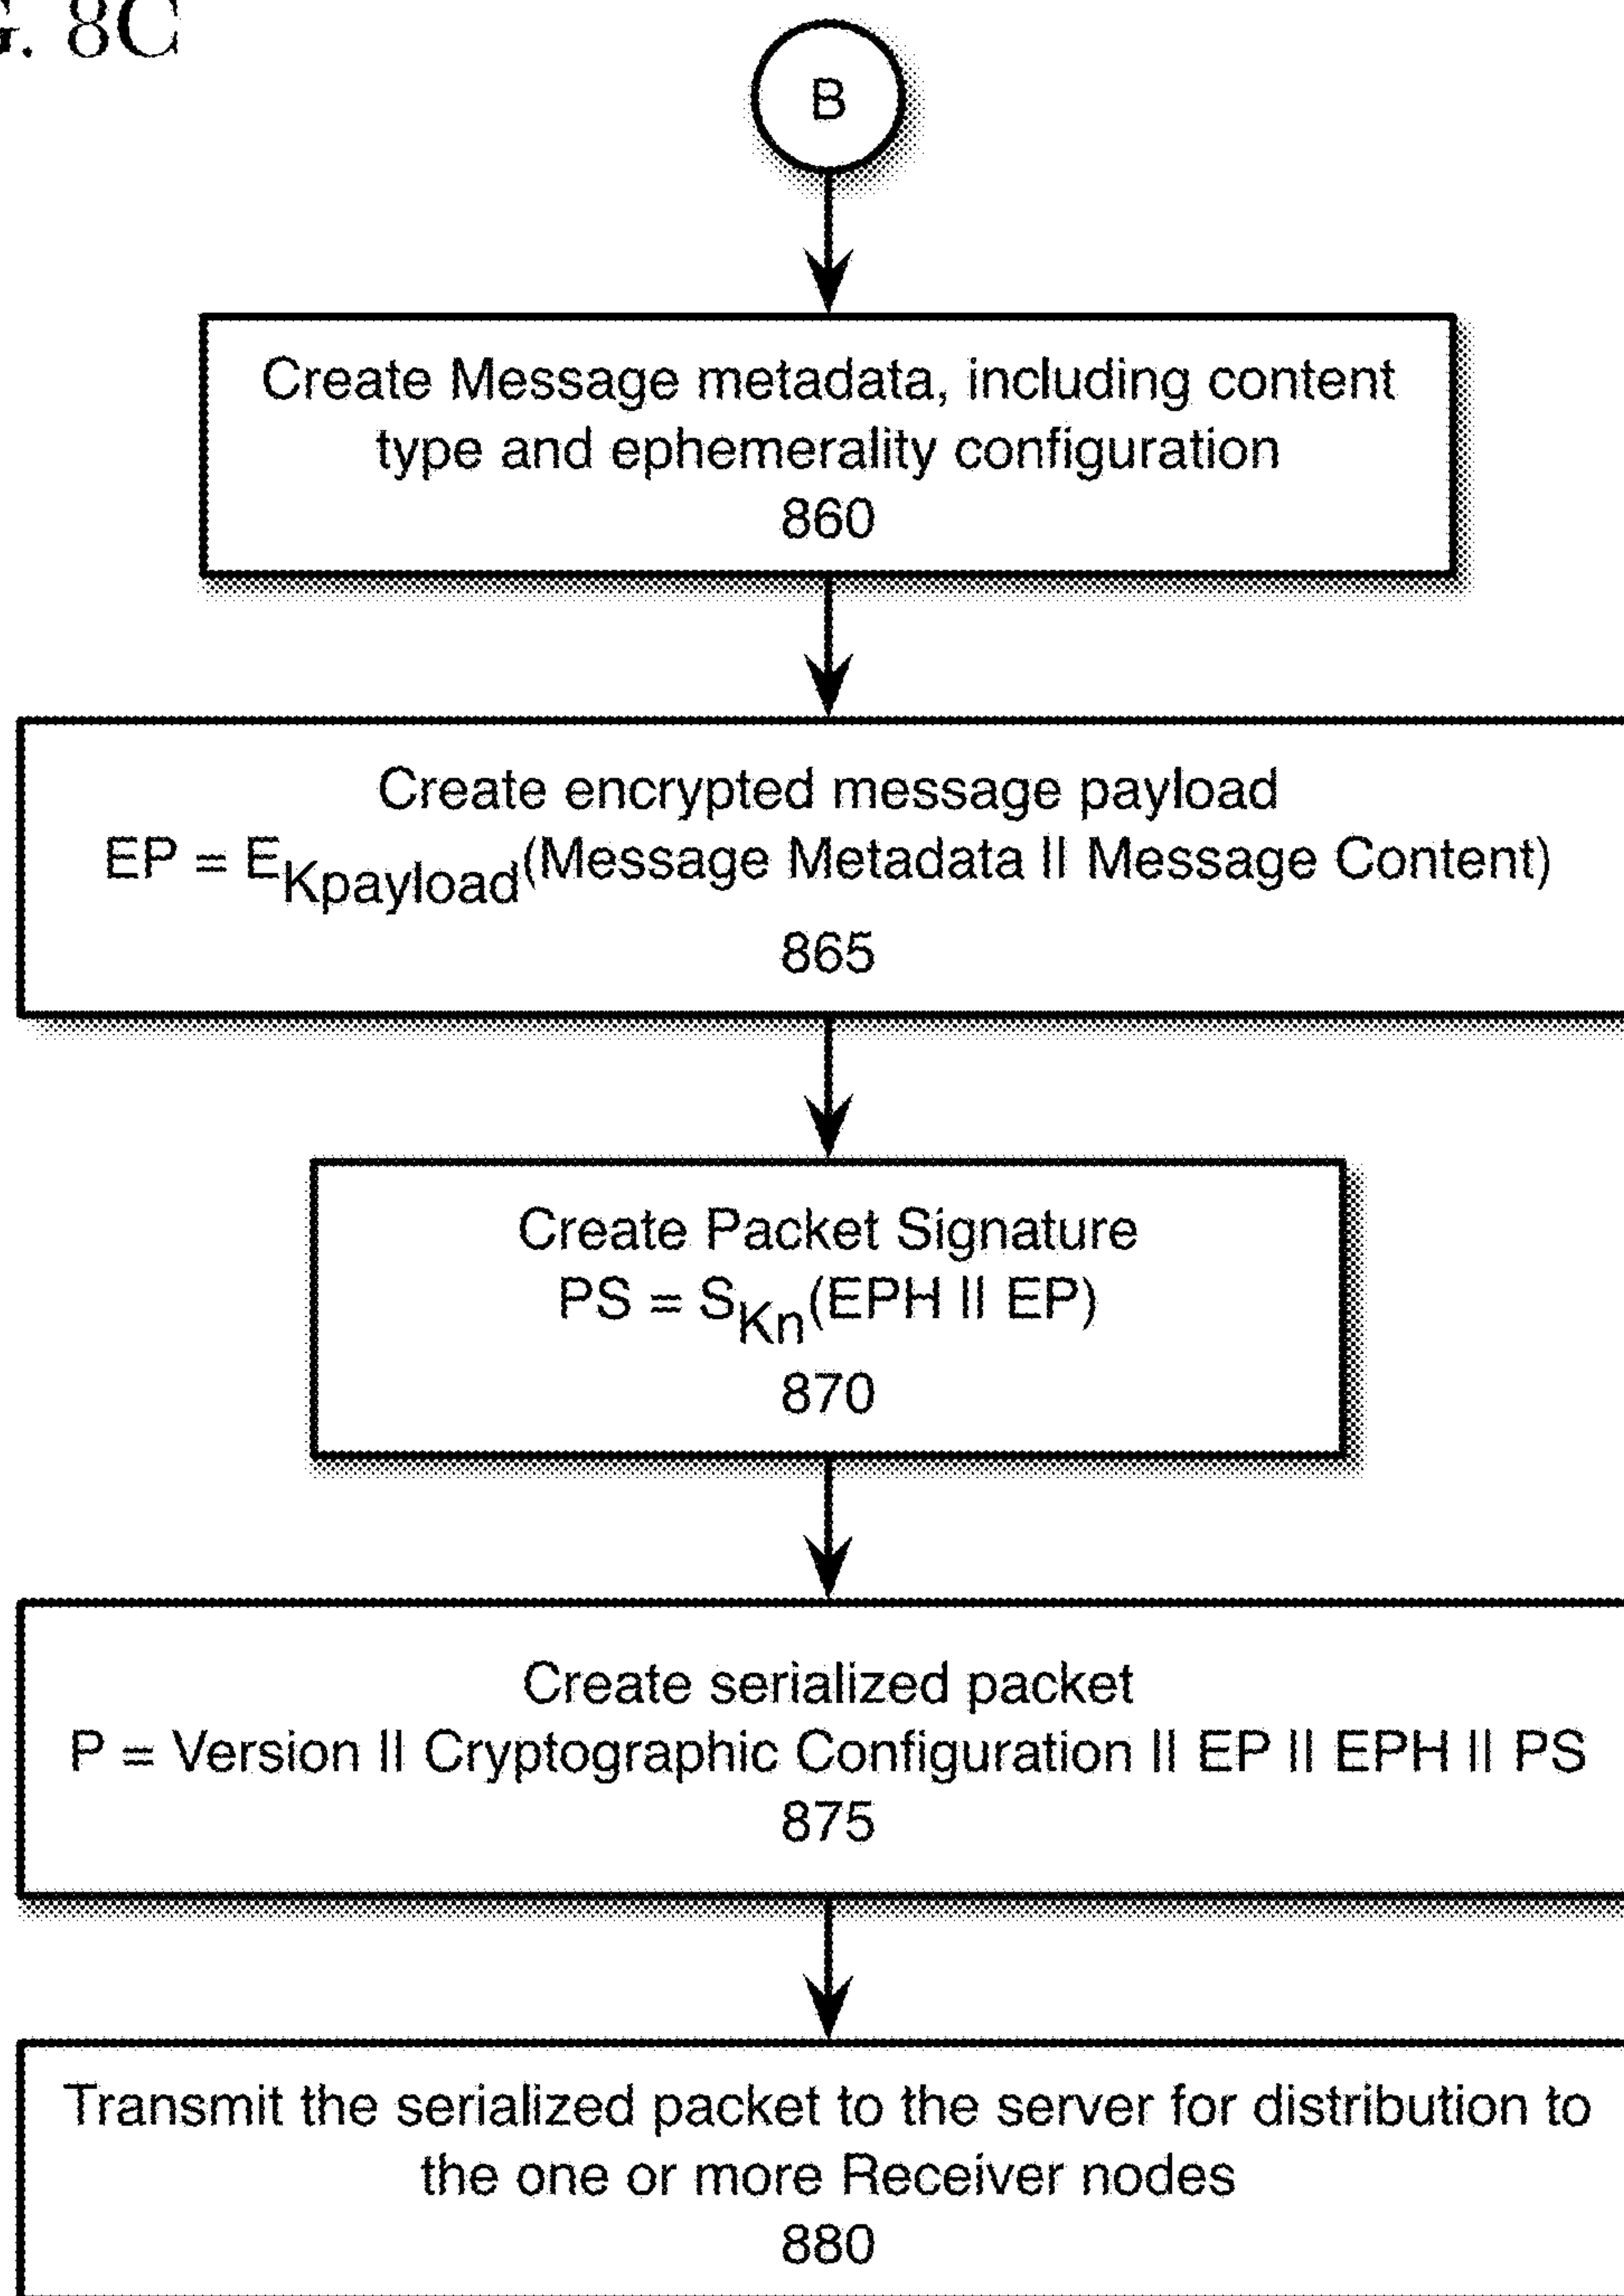 . 8C
B
Create Message metadata, including content
type and ephemerality configuration
860
Create encrypted message payload
EP = EKpayload(Message Metadata II Message Content)
865
Create Packet Signature
PS = SKn(EPH II EP)
870
Create serialized packet
P = Version II Cryptographic Configuration II EP II EPH II PS
875
Transmit the serialized packet to the server for distribution to
the one or more Receiver nodes
880